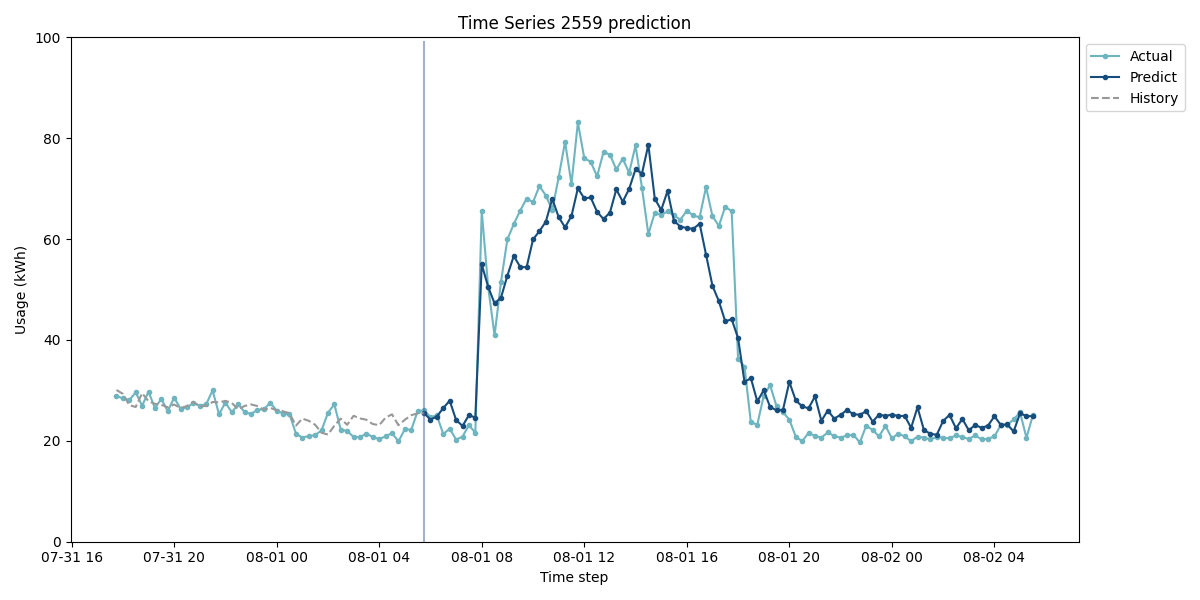 Time Series 2559 prediction
100
80
60
40
20
0
Usage (kWh)
07-31 16
07-31 20
08-01 00
08-01 04
08-01 08
08-01 12
08-01 16
08-01 20
08-02 00
08-02 04
Time step
Actual
Predict
History